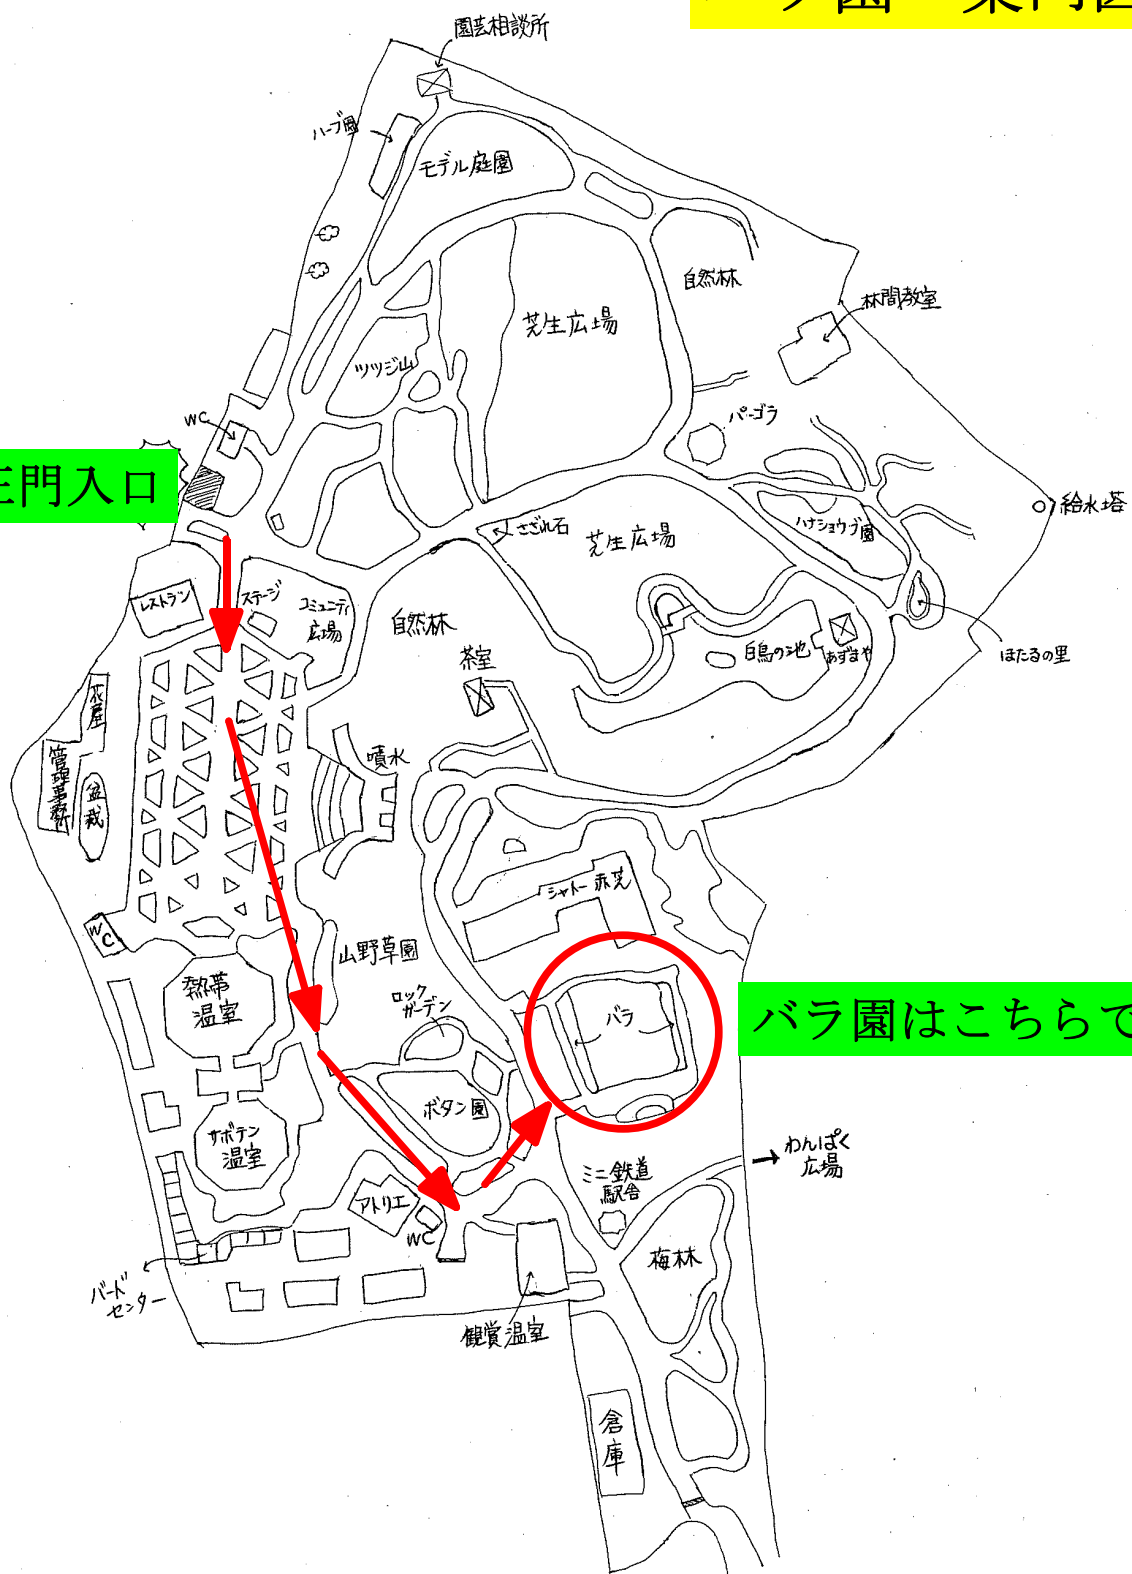 園芸相談所
ハーブ園
モデル庭園
自然林
林間教室
芝生広場
ツツジ山
WC
パーゴラ
正門入口
給水塔
さざれ石
芝生広場
ハナショウブ園
レストラン
ステージ
コミュニティ
広場
自然林
白鳥の池
あずまや
ほたるの里
茶室
花屋
噴水
管理事務所
盆栽
シャトー赤芝
WC
山野草園
熱帯
温室
ロック
ガーデン
バラ
バラ園はこちらで
ボタン園
サボテン
温室
わんぱく
広場
ミニ鉄道
駅舎
アトリエ
WC
梅林
バード
センター
観賞温室
倉庫